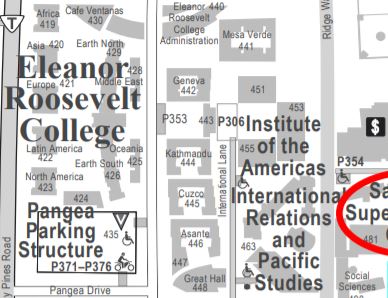 Africa
419
Cafe Ventanas
430
Eleanor 440
Roosevelt
College
Administration
Mesa Verde
441
Ridge W
T
Asia 420
Earth North
429
Eleanor
Roosevelt
College
428
Middle East
Europe 421
427
Geneva
442
451
453
P353
443
P306
Institute
of the
Americas
455
$
Latin America
422
Oceania
425
Earth South
426
North America
423
424
Kathmandu
444
P354
435
Pangea
Parking
Structure
P371–P376
V
International Lane
Cuzco
445
International
Relations
and
Pacific
Studies
Sa
Supe
481
Asante
446
447
463
Great Hall
448
Social
Sciences
y Pines Road
Pangea Drive